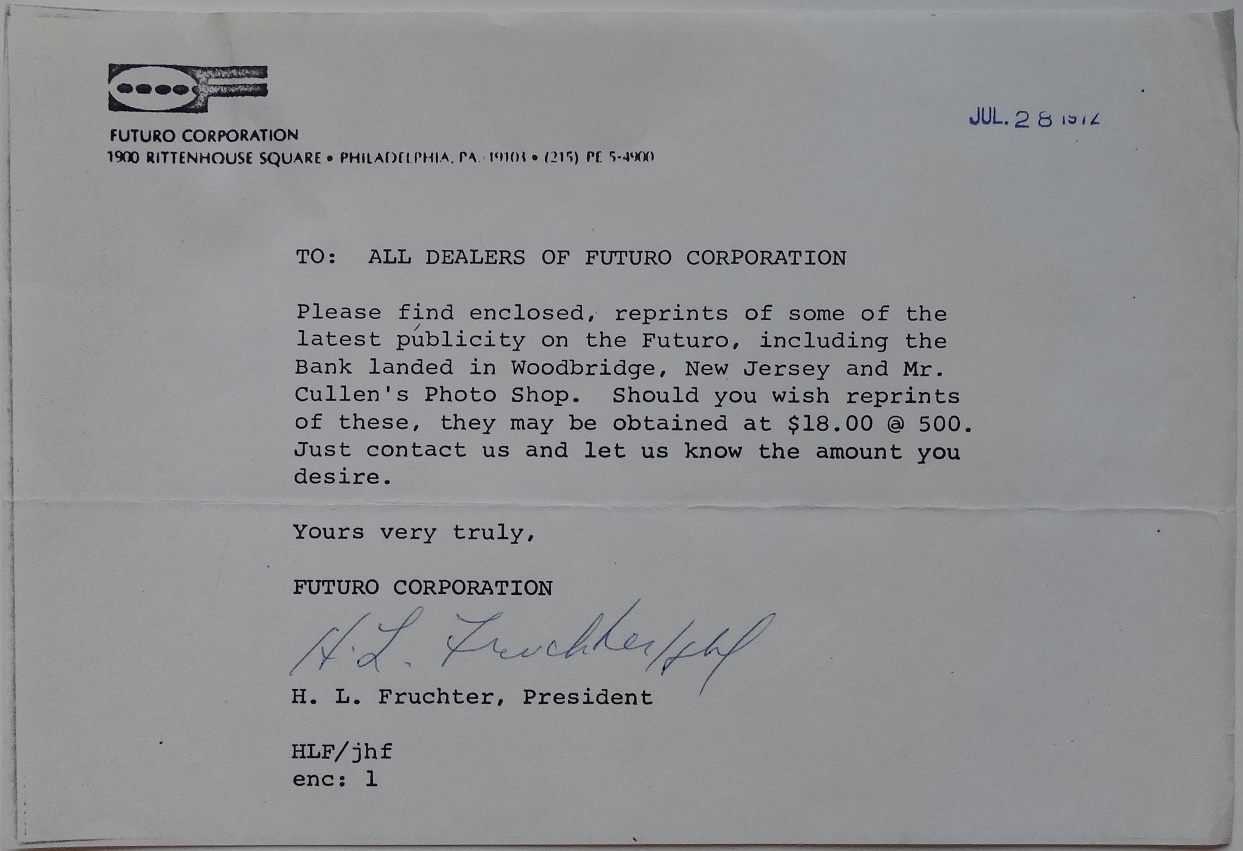 FUTURO CORPORATION
1900 RITTENHOUSE SQUARE • PHILADELPHIA, PA. 19103 • (215) PE 5-4900
JUL. 28 1972
TO: ALL DEALERS OF FUTURO CORPORATION
Please find enclosed, reprints of some of the
latest publicity on the Futuro, including the
Bank landed in Woodbridge, New Jersey and Mr.
Cullen's Photo Shop. Should you wish reprints
of these, they may be obtained at $18.00 @ 500.
Just contact us and let us know the amount you
desire.
Yours very truly,
FUTURO CORPORATION
H. L. Fruchter/jhf
H. L. Fruchter, President
HLF/jhf
enc: 1